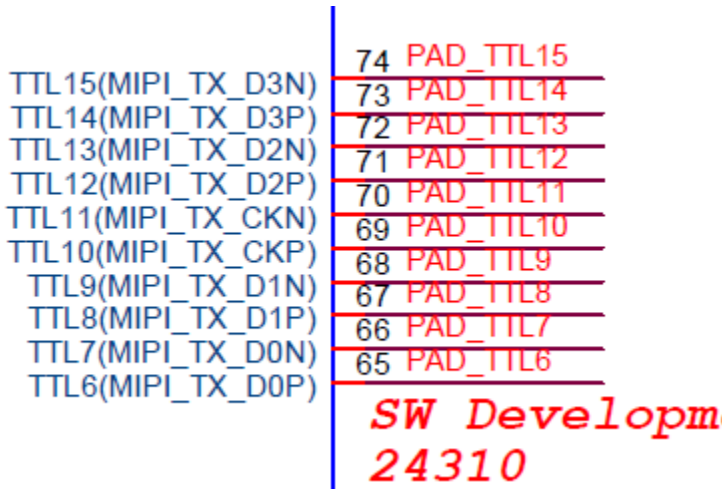 TTL15(MIPI_TX_D3N) 74 PAD_TTL15
TTL14(MIPI_TX_D3P) 73 PAD_TTL14
TTL13(MIPI_TX_D2N) 72 PAD_TTL13
TTL12(MIPI_TX_D2P) 71 PAD_TTL12
TTL11(MIPI_TX_CKN) 70 PAD_TTL11
TTL10(MIPI_TX_CKP) 69 PAD_TTL10
TTL9(MIPI_TX_D1N) 68 PAD_TTL9
TTL8(MIPI_TX_D1P) 67 PAD_TTL8
TTL7(MIPI_TX_D0N) 66 PAD_TTL7
TTL6(MIPI_TX_D0P) 65 PAD_TTL6
SW Developm
24310